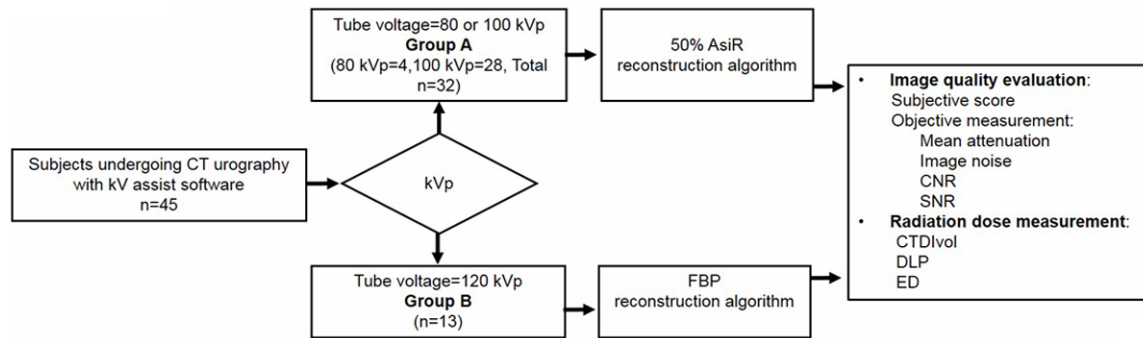 Subjects undergoing CT urography
with kV assist software
n=45
kVp
Tube voltage=80 or 100 kVp
Group A
(80 kVp=4,100 kVp=28, Total
n=32)
50% AsiR
reconstruction algorithm
Tube voltage=120 kVp
Group B
(n=13)
FBP
reconstruction algorithm
• Image quality evaluation:
Subjective score
Objective measurement:
Mean attenuation
Image noise
CNR
SNR
• Radiation dose measurement:
CTDIvol
DLP
ED